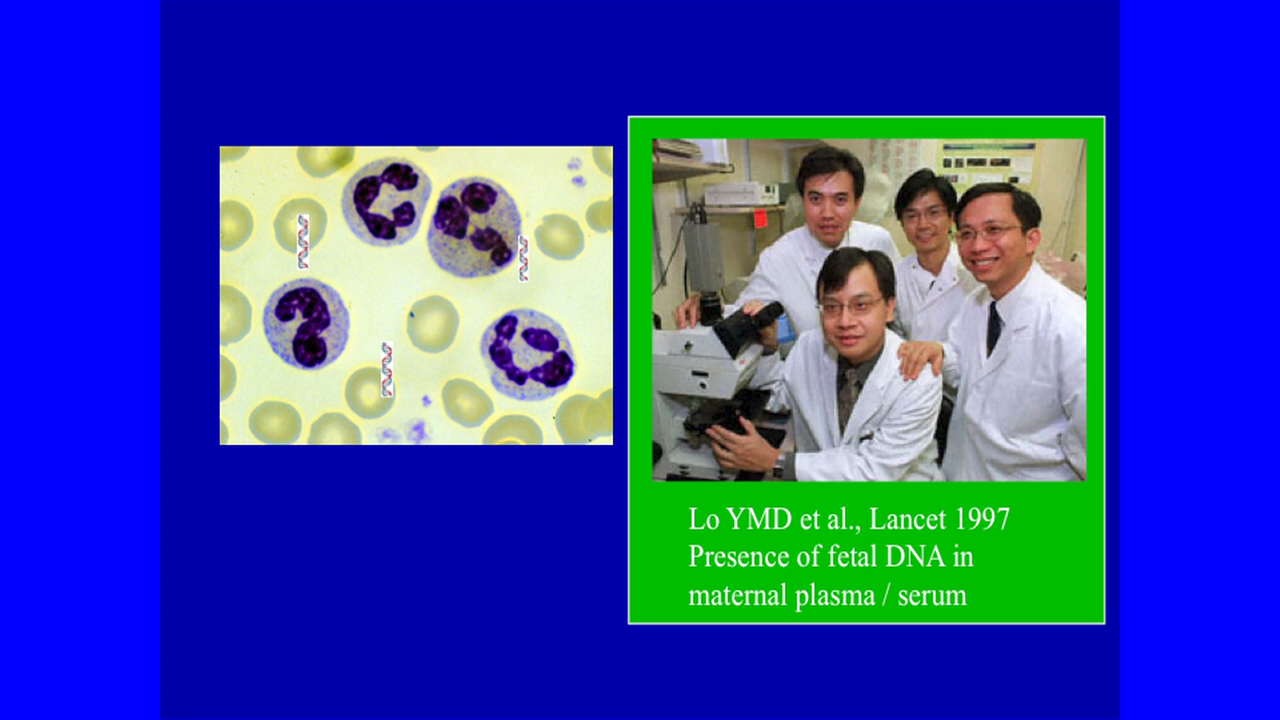 Lo YMD et al., Lancet 1997
Presence of fetal DNA in
maternal plasma / serum